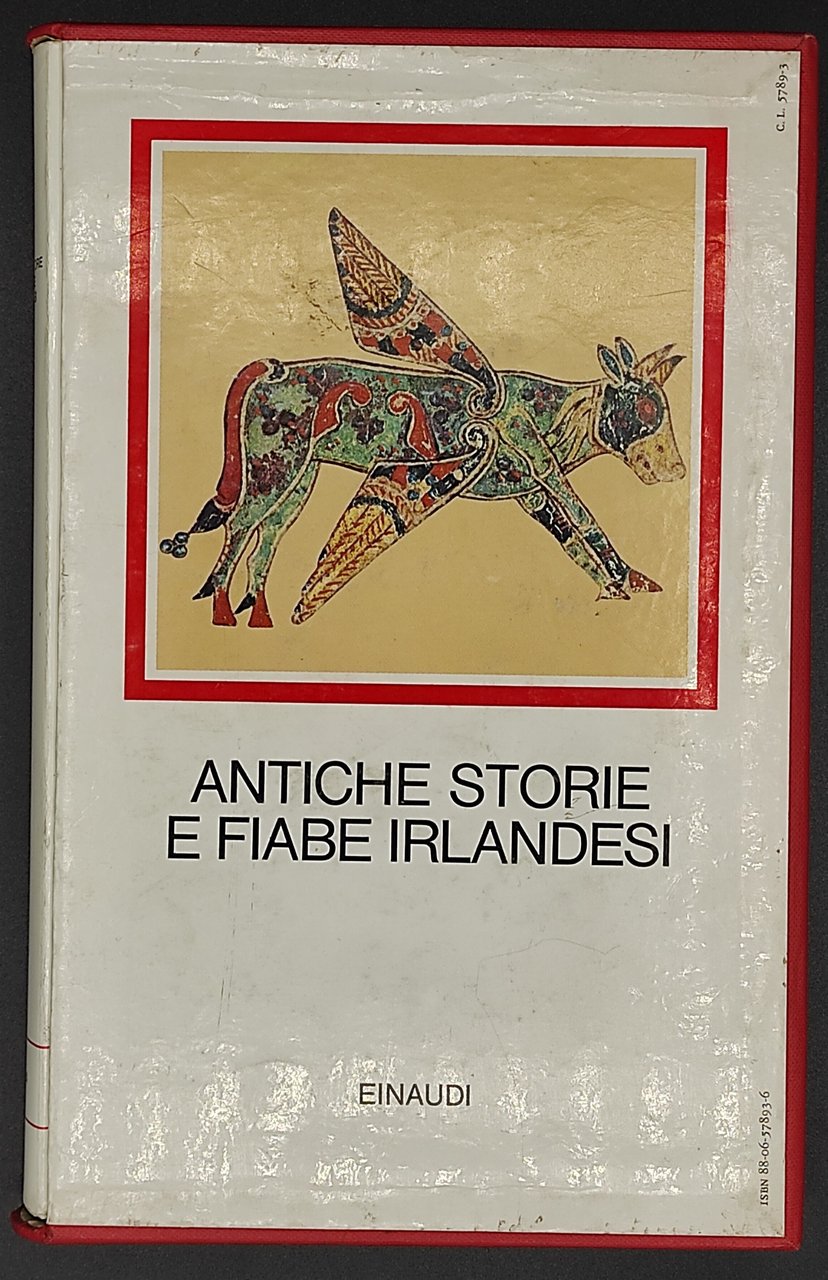 C. L. 5789-3
ANTICHE STORIE
E FIABE IRLANDESI
EINAUDI
ISBN 88-06-57893-6